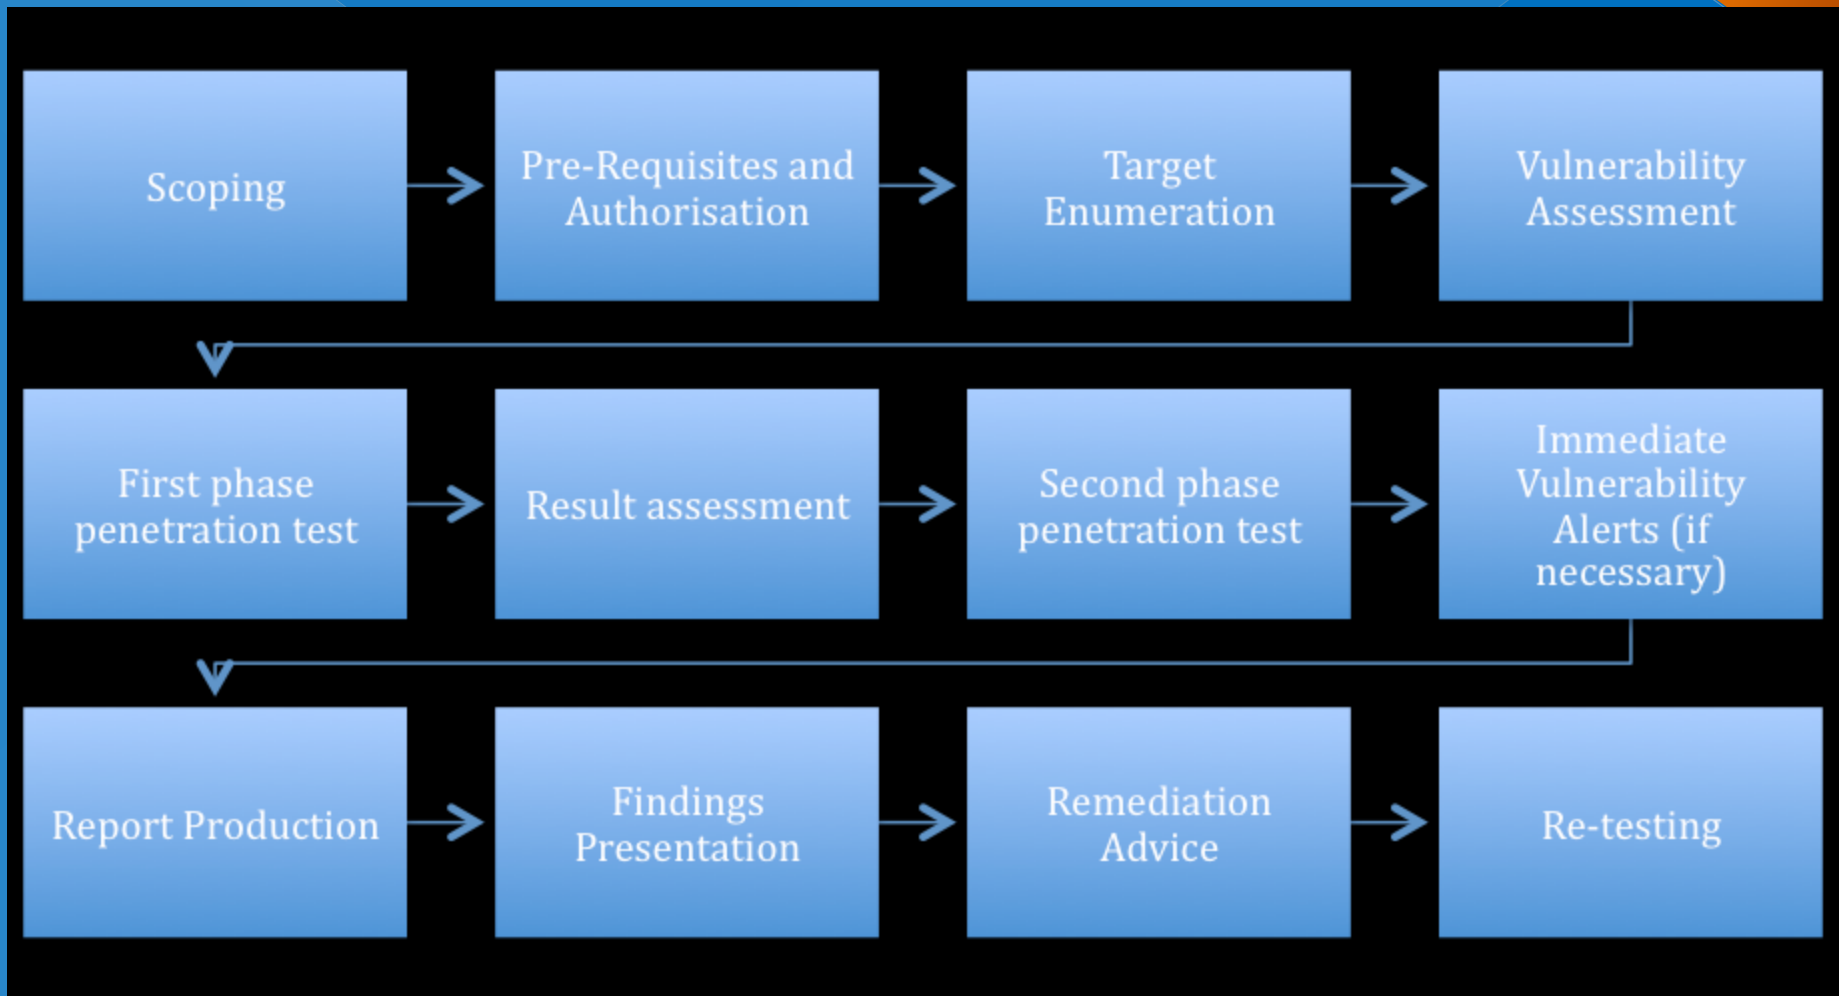 Scoping
Pre-Requisites and
Authorisation
Target
Enumeration
Vulnerability
Assessment
First phase
penetration test
Result assessment
Second phase
penetration test
Immediate
Vulnerability
Alerts (if
necessary)
Report Production
Findings
Presentation
Remediation
Advice
Re-testing